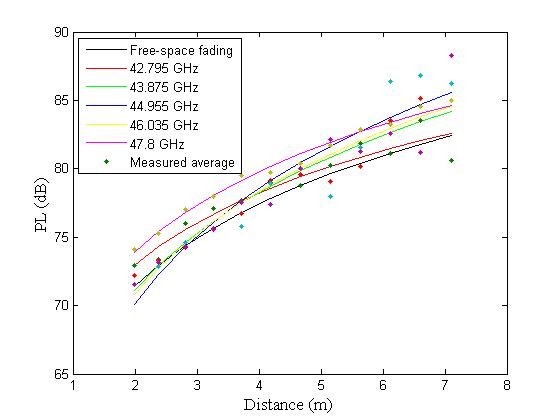 90
85
80
75
70
65
PL (dB)
Free-space fading
42.795 GHz
43.875 GHz
44.955 GHz
46.035 GHz
47.8 GHz
Measured average
1 2 3 4 5 6 7 8
Distance (m)